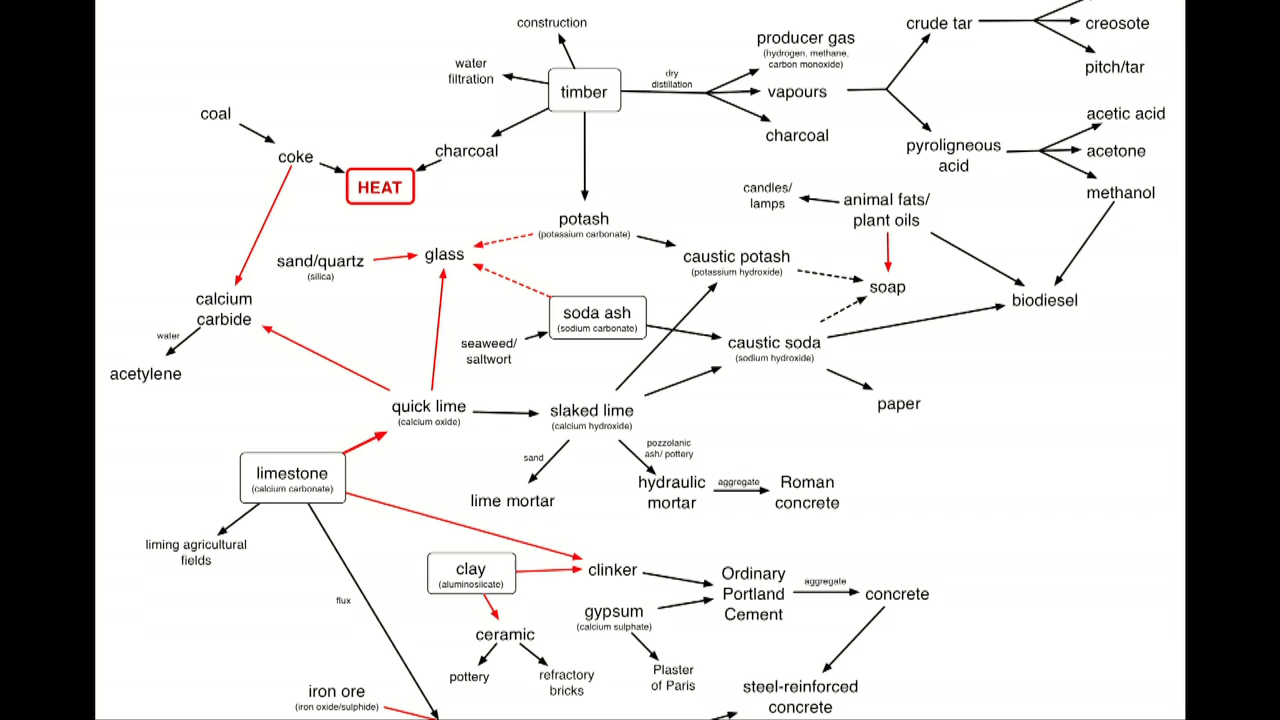 construction
crude tar
creosote
producer gas
(hydrogen, methane,
carbon monoxide)
pitch/tar
water
filtration
dry
distillation
timber
vapours
coal
acetic acid
charcoal
pyroligneous
acid
acetone
coke
charcoal
HEAT
methanol
candles/
lamps
animal fats/
plant oils
potash
(potassium carbonate)
sand/quartz
(silica)
glass
caustic potash
(potassium hydroxide)
soap
biodiesel
calcium
carbide
soda ash
(sodium carbonate)
water
seaweed/
saltwort
caustic soda
(sodium hydroxide)
acetylene
quick lime
(calcium oxide)
slaked lime
(calcium hydroxide)
paper
sand
pozzolanic
ash/ pottery
limestone
(calcium carbonate)
lime mortar
hydraulic
mortar
aggregate
Roman
concrete
liming agricultural
fields
clay
(aluminosilicate)
clinker
Ordinary
Portland
Cement
aggregate
concrete
flux
gypsum
(calcium sulphate)
ceramic
pottery
refractory
bricks
Plaster
of Paris
iron ore
(iron oxide/sulphide)
steel-reinforced
concrete